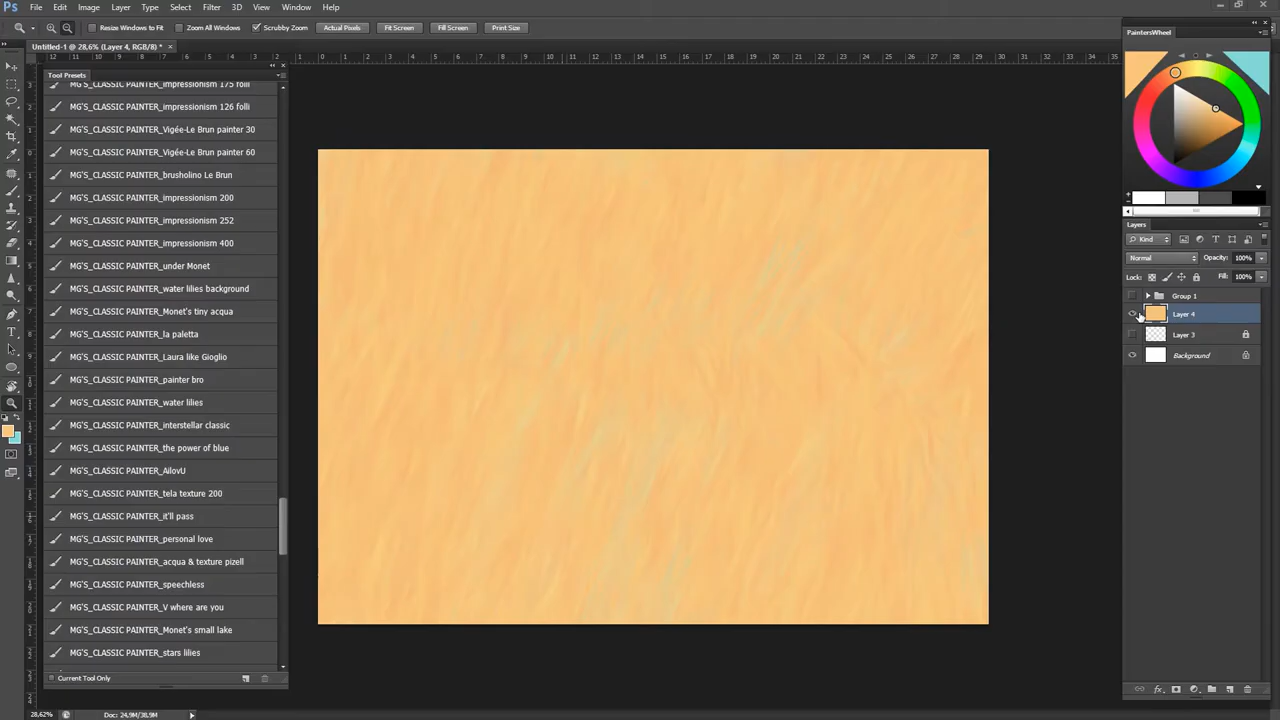 Ps File Edit Image Layer Type Select Filter 3D View Window Help
Resize Windows to Fit Zoom All Windows Scrubby Zoom Actual Pixels Fit Screen Fill Screen Print Size
Untitled-1 @ 28,6% (Layer 4, RGB/8) *
Tool Presets
MG'S_CLASSIC PAINTER_impressionism 175 folli
MG'S_CLASSIC PAINTER_impressionism 126 folli
MG'S_CLASSIC PAINTER_Vigée-Le Brun painter 30
MG'S_CLASSIC PAINTER_Vigée-Le Brun painter 60
MG'S_CLASSIC PAINTER_brusholino Le Brun
MG'S_CLASSIC PAINTER_impressionism 200
MG'S_CLASSIC PAINTER_impressionism 252
MG'S_CLASSIC PAINTER_impressionism 400
MG'S_CLASSIC PAINTER_under Monet
MG'S_CLASSIC PAINTER_water lilies background
MG'S_CLASSIC PAINTER_Monet's tiny acqua
MG'S_CLASSIC PAINTER_la paletta
MG'S_CLASSIC PAINTER_Laura like Gioglio
MG'S_CLASSIC PAINTER_painter bro
MG'S_CLASSIC PAINTER_water lilies
MG'S_CLASSIC PAINTER_interstellar classic
MG'S_CLASSIC PAINTER_the power of blue
MG'S_CLASSIC PAINTER_AilovU
MG'S_CLASSIC PAINTER_tela texture 200
MG'S_CLASSIC PAINTER_it'll pass
MG'S_CLASSIC PAINTER_personal love
MG'S_CLASSIC PAINTER_acqua & texture pizell
MG'S_CLASSIC PAINTER_speechless
MG'S_CLASSIC PAINTER_V where are you
MG'S_CLASSIC PAINTER_Monet's small lake
MG'S_CLASSIC PAINTER_stars lilies
Current Tool Only
28,62% Doc: 24,9M/38,9M
PaintersWheel
Layers
Kind
Normal Opacity: 100%
Lock: Fill: 100%
Group 1
Layer 4
Layer 3
Background